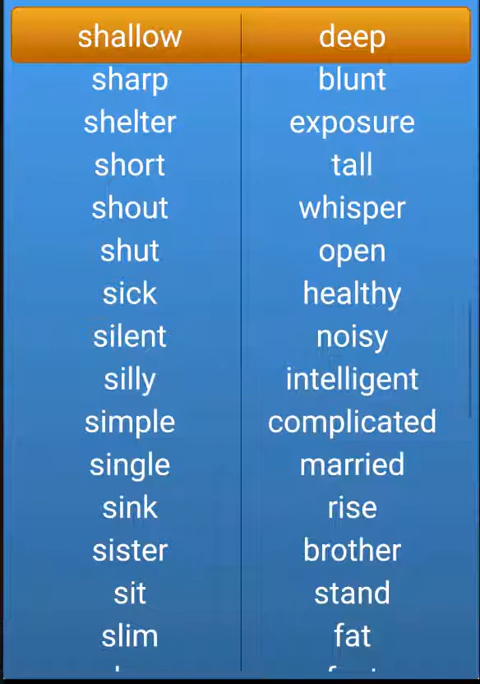 shallow deep
sharp blunt
shelter exposure
short tall
shout whisper
shut open
sick healthy
silent noisy
silly intelligent
simple complicated
single married
sink rise
sister brother
sit stand
slim fat